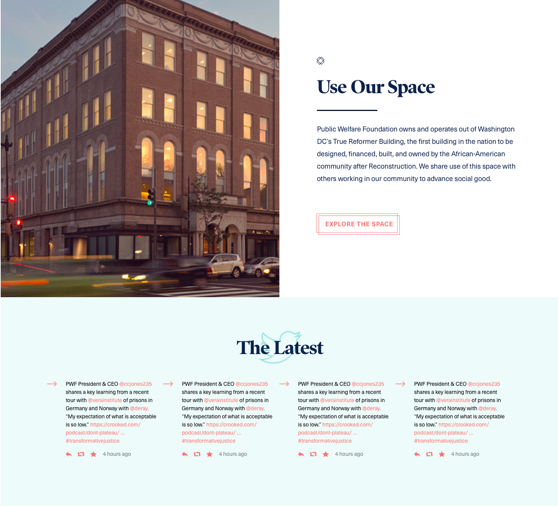 Use Our Space
Public Welfare Foundation owns and operates out of Washington
DC's True Reformer Building, the first building in the nation to be
designed, financed, built, and owned by the African-American
community after Reconstruction. We share use of this space with
others working in our community to advance social good.
EXPLORE THE SPACE
The Latest
PWF President & CEO @ccjones235
shares a key learning from a recent
tour with @verainstitute of prisons in
Germany and Norway with @deray.
"My expectation of what is acceptable
is so low." https://crooked.com/
podcast/dont-plateau/ ...
#transformativejustice
4 hours ago
PWF President & CEO @ccjones235
shares a key learning from a recent
tour with @verainstitute of prisons in
Germany and Norway with @deray.
"My expectation of what is acceptable
is so low." https://crooked.com/
podcast/dont-plateau/ ...
#transformativejustice
4 hours ago
PWF President & CEO @ccjones235
shares a key learning from a recent
tour with @verainstitute of prisons in
Germany and Norway with @deray.
"My expectation of what is acceptable
is so low." https://crooked.com/
podcast/dont-plateau/ ...
#transformativejustice
4 hours ago
PWF President & CEO @ccjones235
shares a key learning from a recent
tour with @verainstitute of prisons in
Germany and Norway with @deray.
"My expectation of what is acceptable
is so low." https://crooked.com/
podcast/dont-plateau/ ...
#transformativejustice
4 hours ago